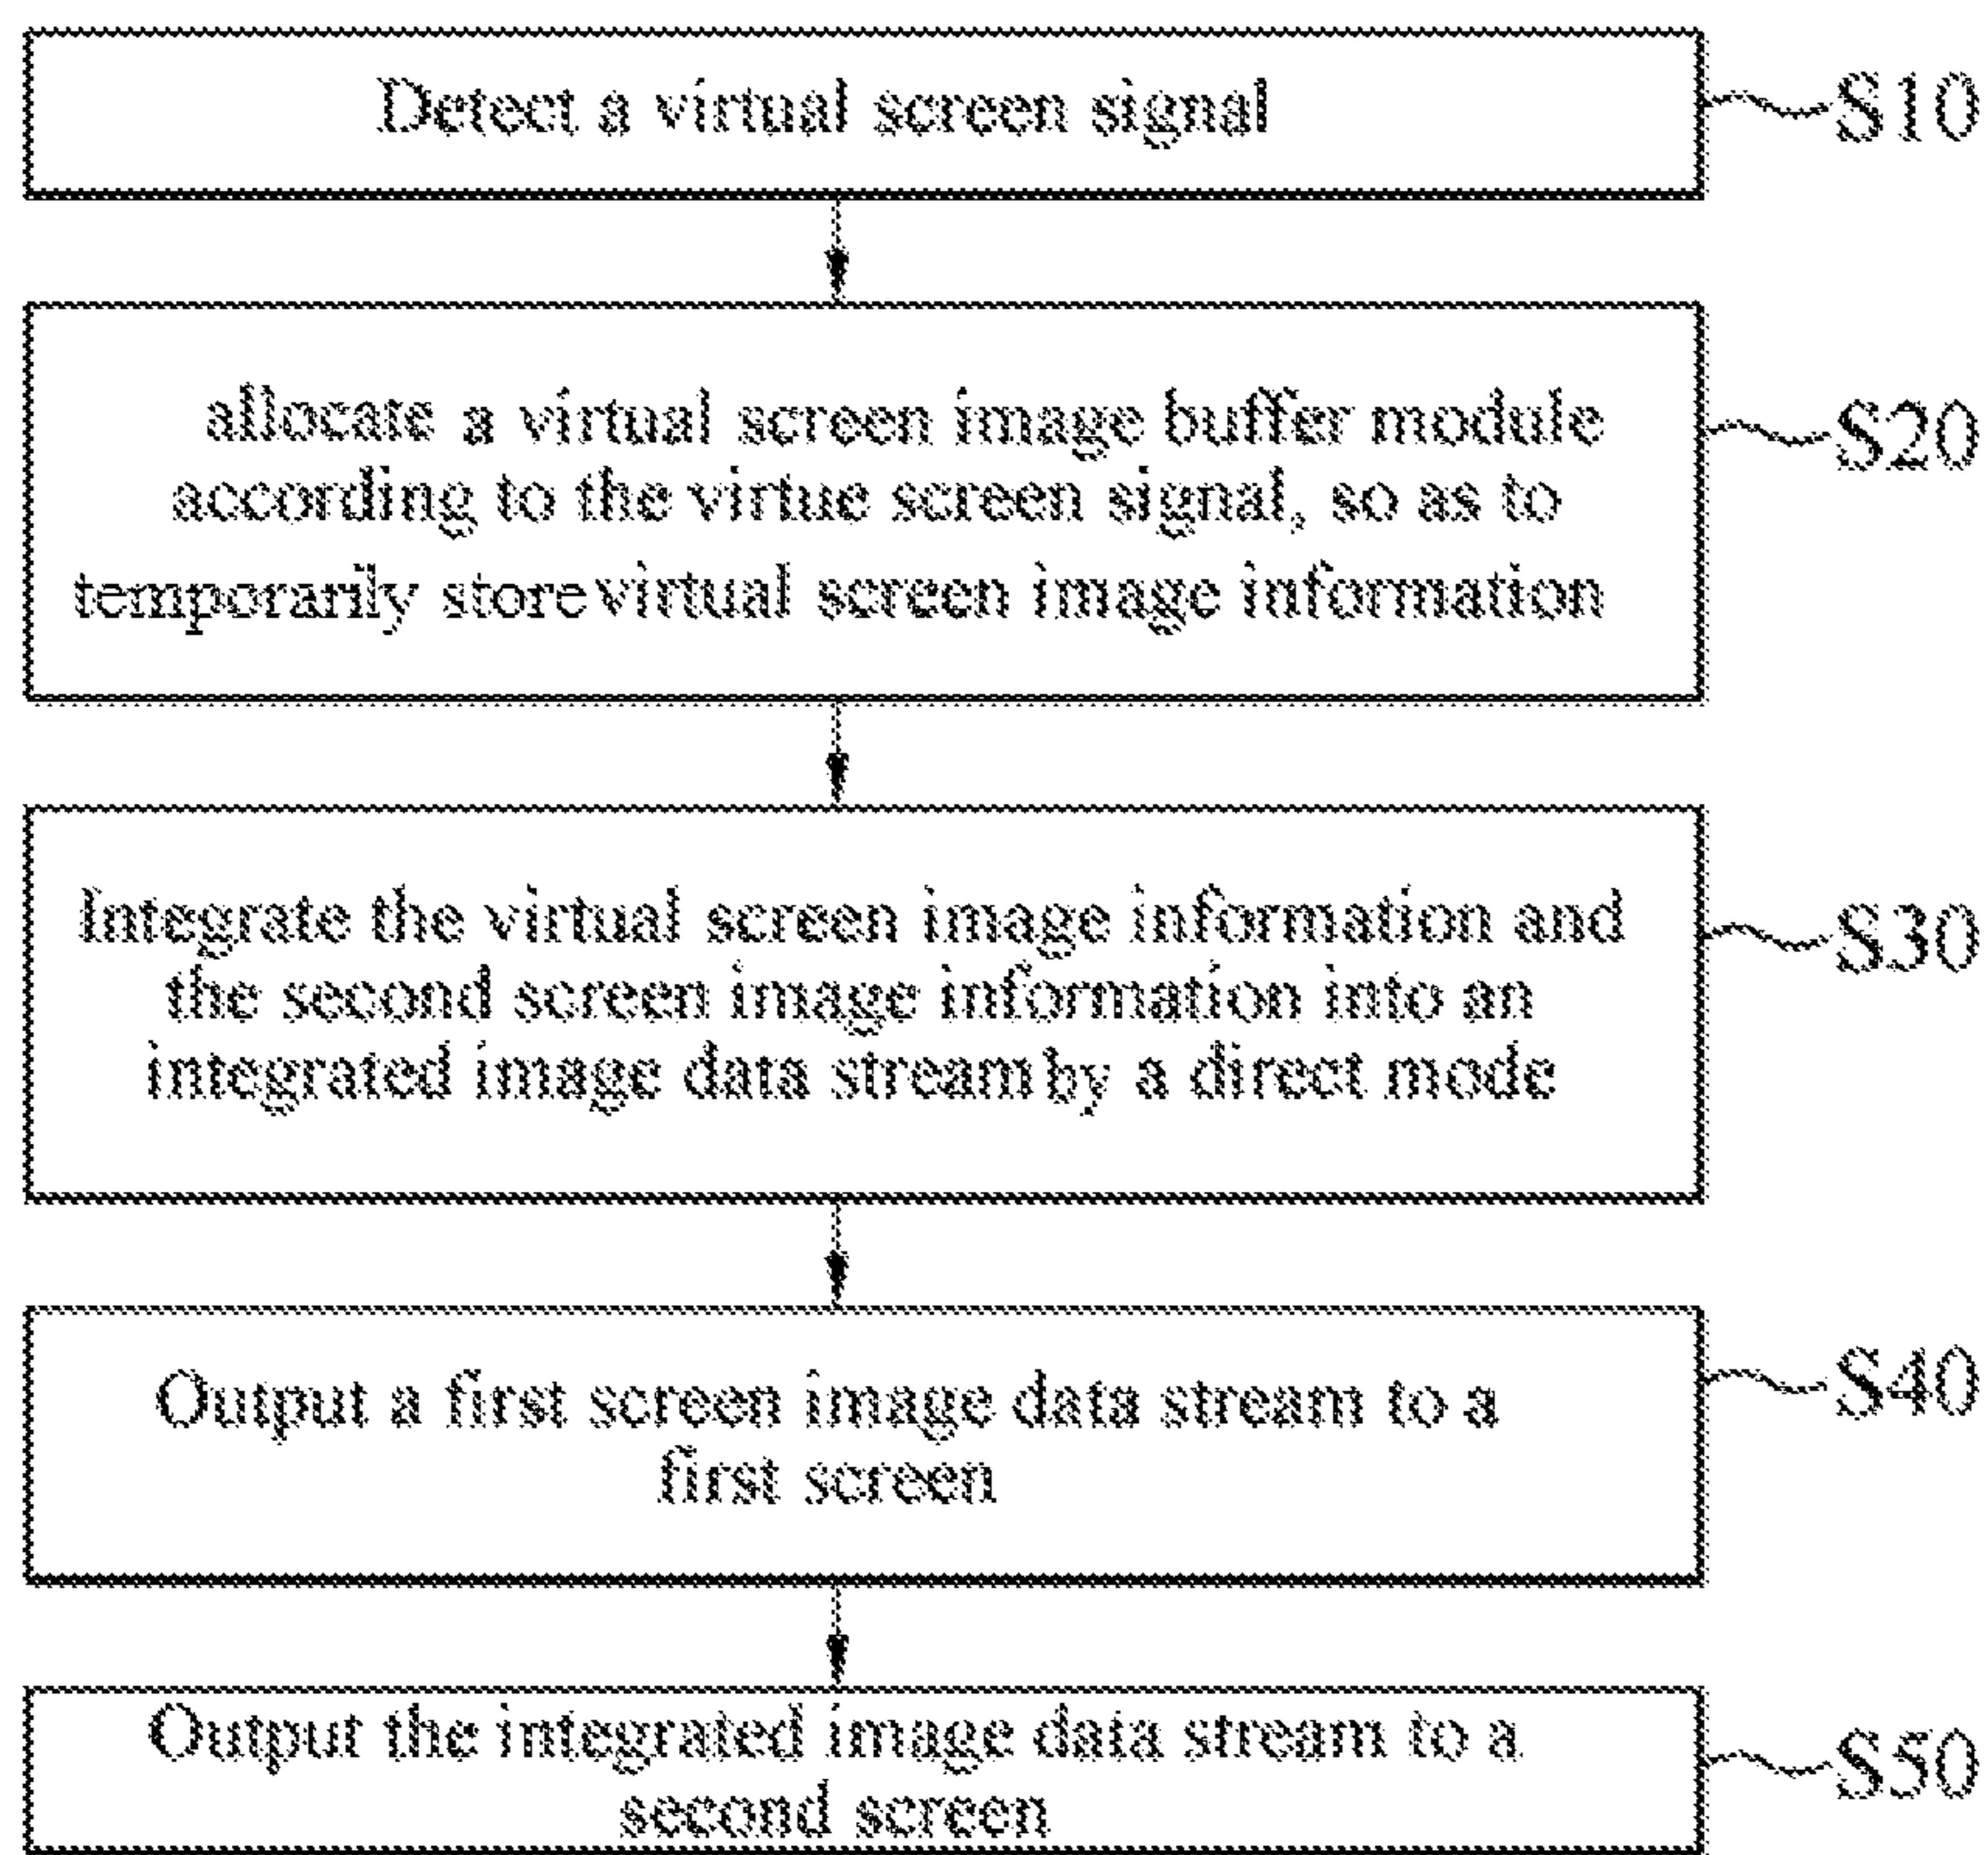 Detect a virtual screen signal
S10
allocate a virtual screen image buffer module
according to the virtue screen signal, so as to
temporarily store virtual screen image information
S20
Integrate the virtual screen image information and
the second screen image information into an
integrated image data stream by a direct mode
S30
Output a first screen image data stream to a
first screen
S40
Output the integrated image data stream to a
second screen
S50